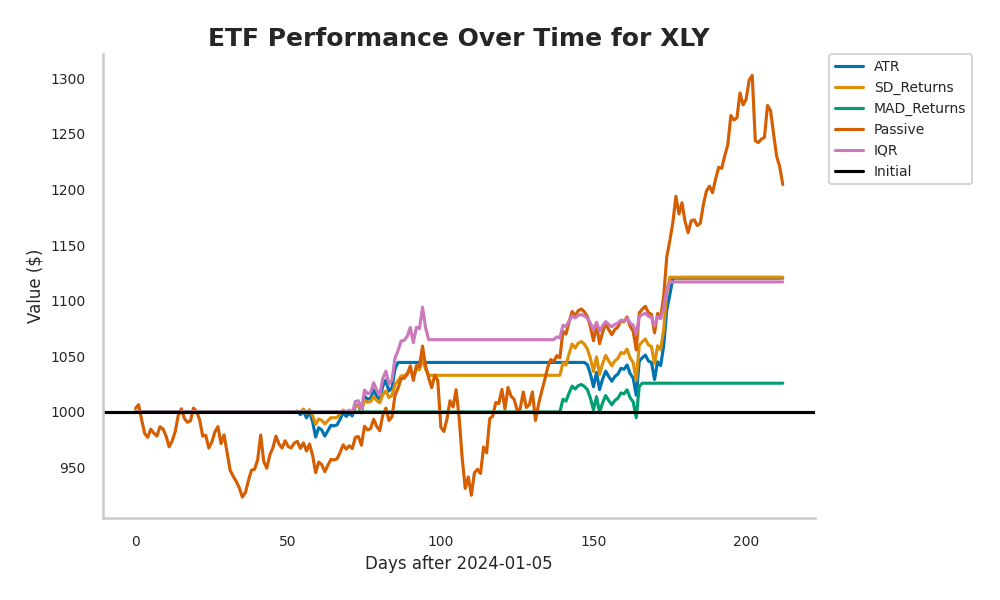 ETF Performance Over Time for XLY
1300
1250
1200
1150
1100
1050
1000
950
Value ($)
0
50
100
150
200
Days after 2024-01-05
ATR
SD_Returns
MAD_Returns
Passive
IQR
Initial